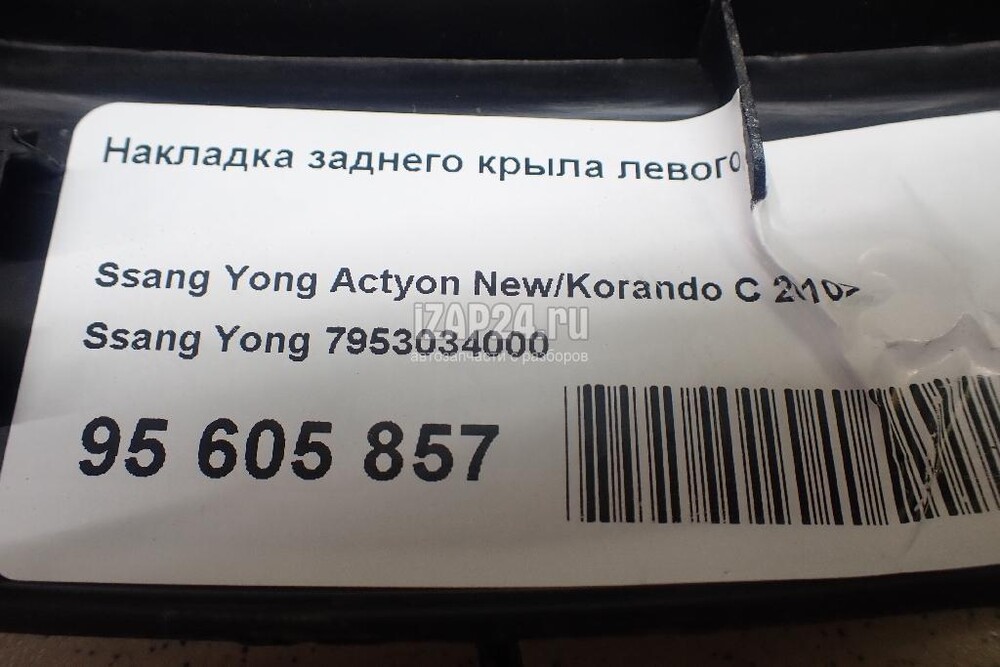 Накладка заднего крыла левого
Ssang Yong Actyon New/Korando C
iZAP24.ru
Ssang Yong 7953034000
автозапчасти с разборов
95 605 857